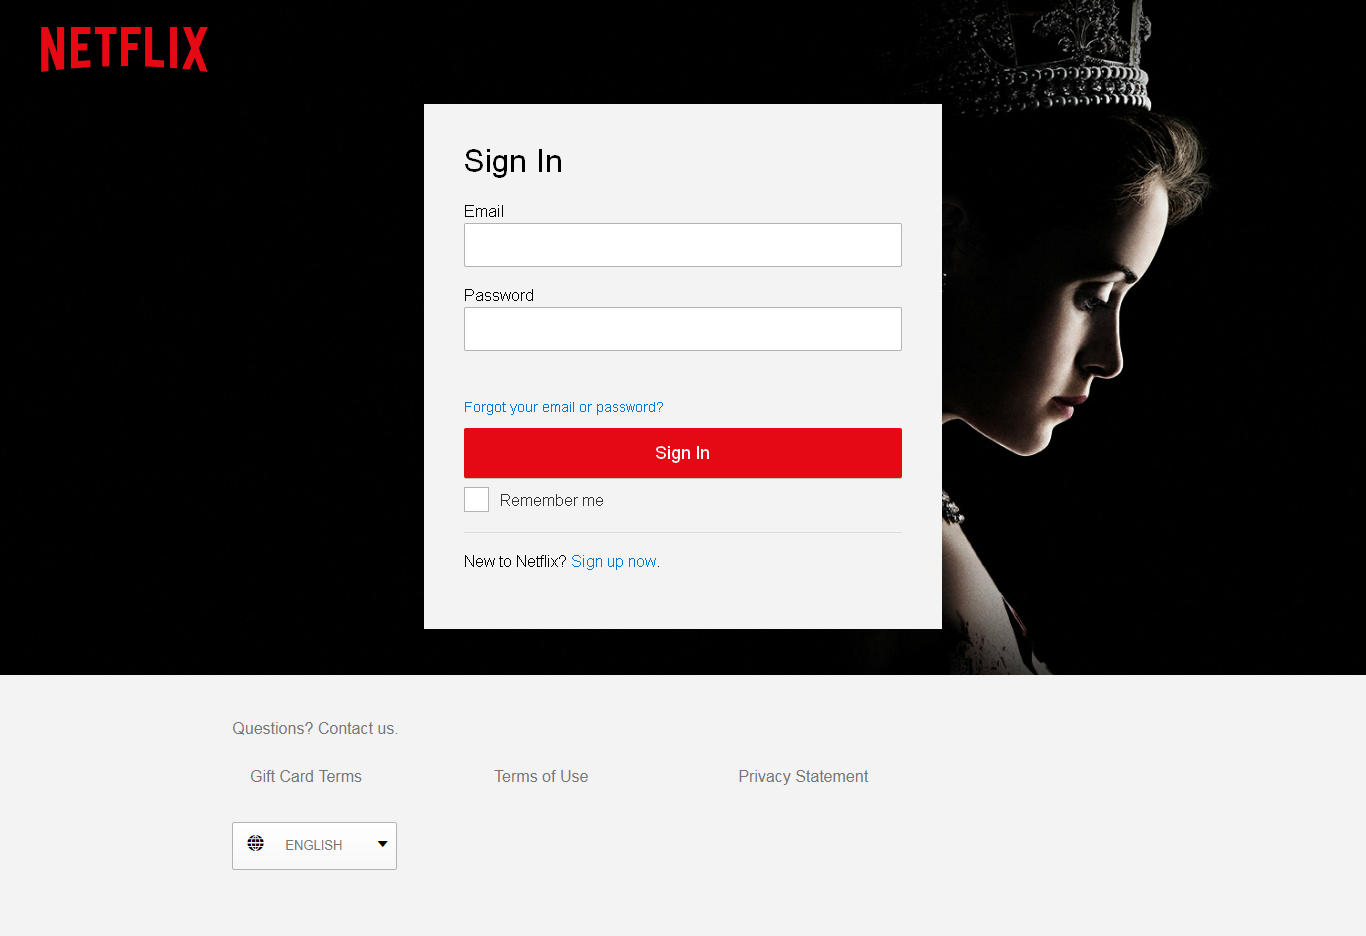 NETFLIX
Sign In
Email
Password
Forgot your email or password?
Sign In
Remember me
New to Netflix? Sign up now.
Questions? Contact us.
Gift Card Terms
Terms of Use
Privacy Statement
ENGLISH